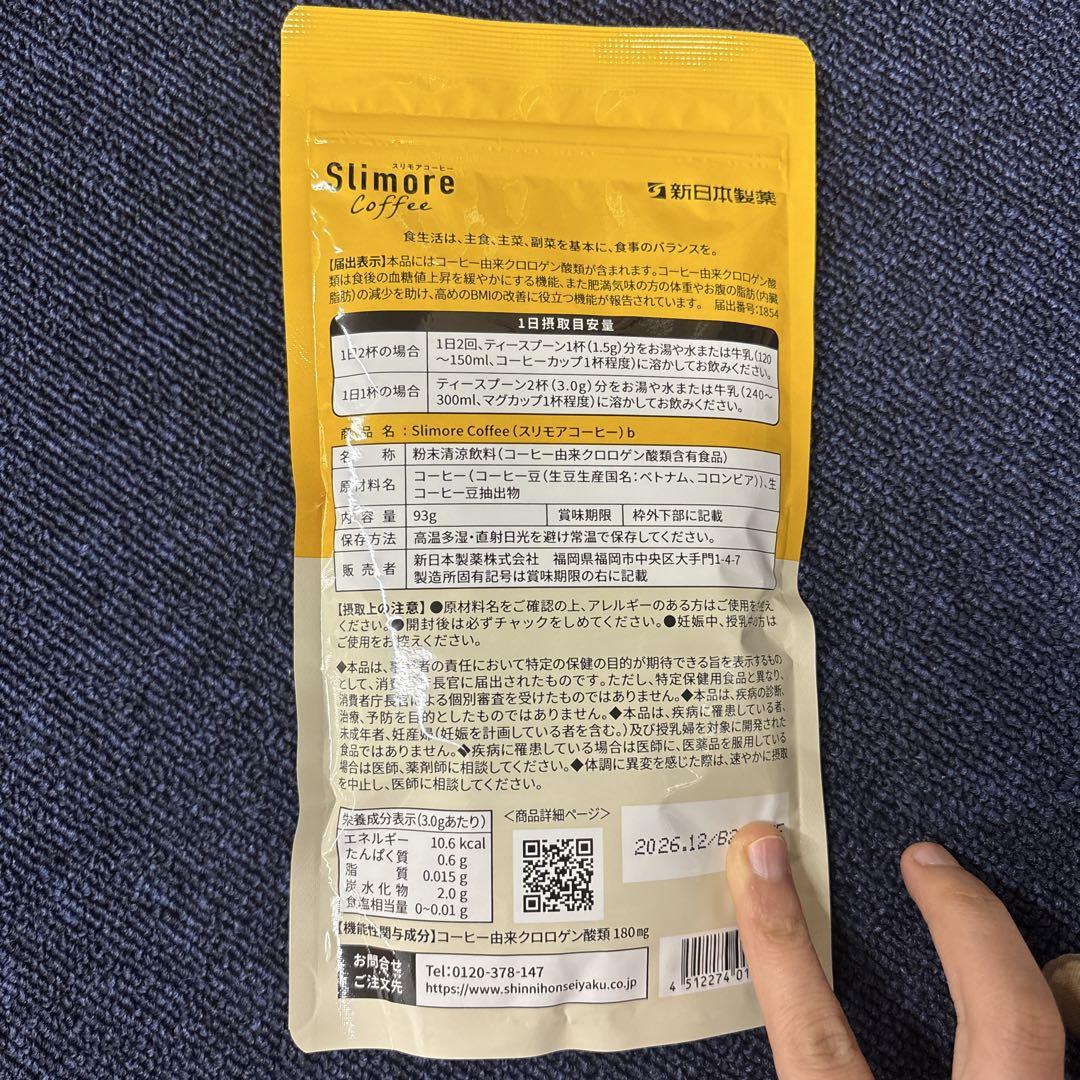 スリモアコーヒー
Slimore
Coffee
新日本製薬
食生活は、主食、主菜、副菜を基本に、食事のバランスを。
【届出表示】本品にはコーヒー由来クロロゲン酸類が含まれます。コーヒー由来クロロゲン酸
類は食後の血糖値上昇を緩やかにする機能、また肥満気味の方の体重やお腹の脂肪(内臓
脂肪)の減少を助け、高めのBMIの改善に役立つ機能が報告されています。 届出番号:I854
1日摂取目安量
1日2杯の場合 1日2回、ティースプーン1杯(1.5g)分をお湯や水または牛乳(120
~150ml、コーヒーカップ1杯程度)に溶かしてお飲みください。
1日1杯の場合 ティースプーン2杯(3.0g)分をお湯や水または牛乳(240~
300ml、マグカップ1杯程度)に溶かしてお飲みください。
商品名:Slimore Coffee(スリモアコーヒー)b
名称 粉末清涼飲料(コーヒー由来クロロゲン酸類含有食品)
原材料名 コーヒー(コーヒー豆(生豆生産国名:ベトナム、コロンビア))、生
コーヒー豆抽出物
内容量 93g 賞味期限 枠外下部に記載
保存方法 高温多湿・直射日光を避け常温で保存してください。
販売者 新日本製薬株式会社 福岡県福岡市中央区大手門1-4-7
製造所固有記号は賞味期限の右に記載
【摂取上の注意】●原材料名をご確認の上、アレルギーのある方はご使用をお控え
ください。●開封後は必ずチャックをしめてください。●妊娠中、授乳中の方は
ご使用をお控えください。
◆本品は、事業者の責任において特定の保健の目的が期待できる旨を表示するもの
として、消費者庁長官に届出されたものです。ただし、特定保健用食品と異なり、
消費者庁長官による個別審査を受けたものではありません。◆本品は、疾病の診断、
治療、予防を目的としたものではありません。◆本品は、疾病に罹患している者、
未成年者、妊産婦(妊娠を計画している者を含む。)及び授乳婦を対象に開発された
食品ではありません。◆疾病に罹患している場合は医師に、医薬品を服用している
場合は医師、薬剤師に相談してください。◆体調に異変を感じた際は、速やかに摂取
を中止し、医師に相談してください。
栄養成分表示(3.0gあたり)
エネルギー 10.6 kcal
たんぱく質 0.6 g
脂質 0.015 g
炭水化物 2.0 g
食塩相当量 0~0.01 g
<商品詳細ページ>
2026.12/B2
【機能性関与成分】コーヒー由来クロロゲン酸類 180mg
お問合せ
ご注文先
Tel:0120-378-147
https://www.shinnihonseiyaku.co.jp
4 512274 01